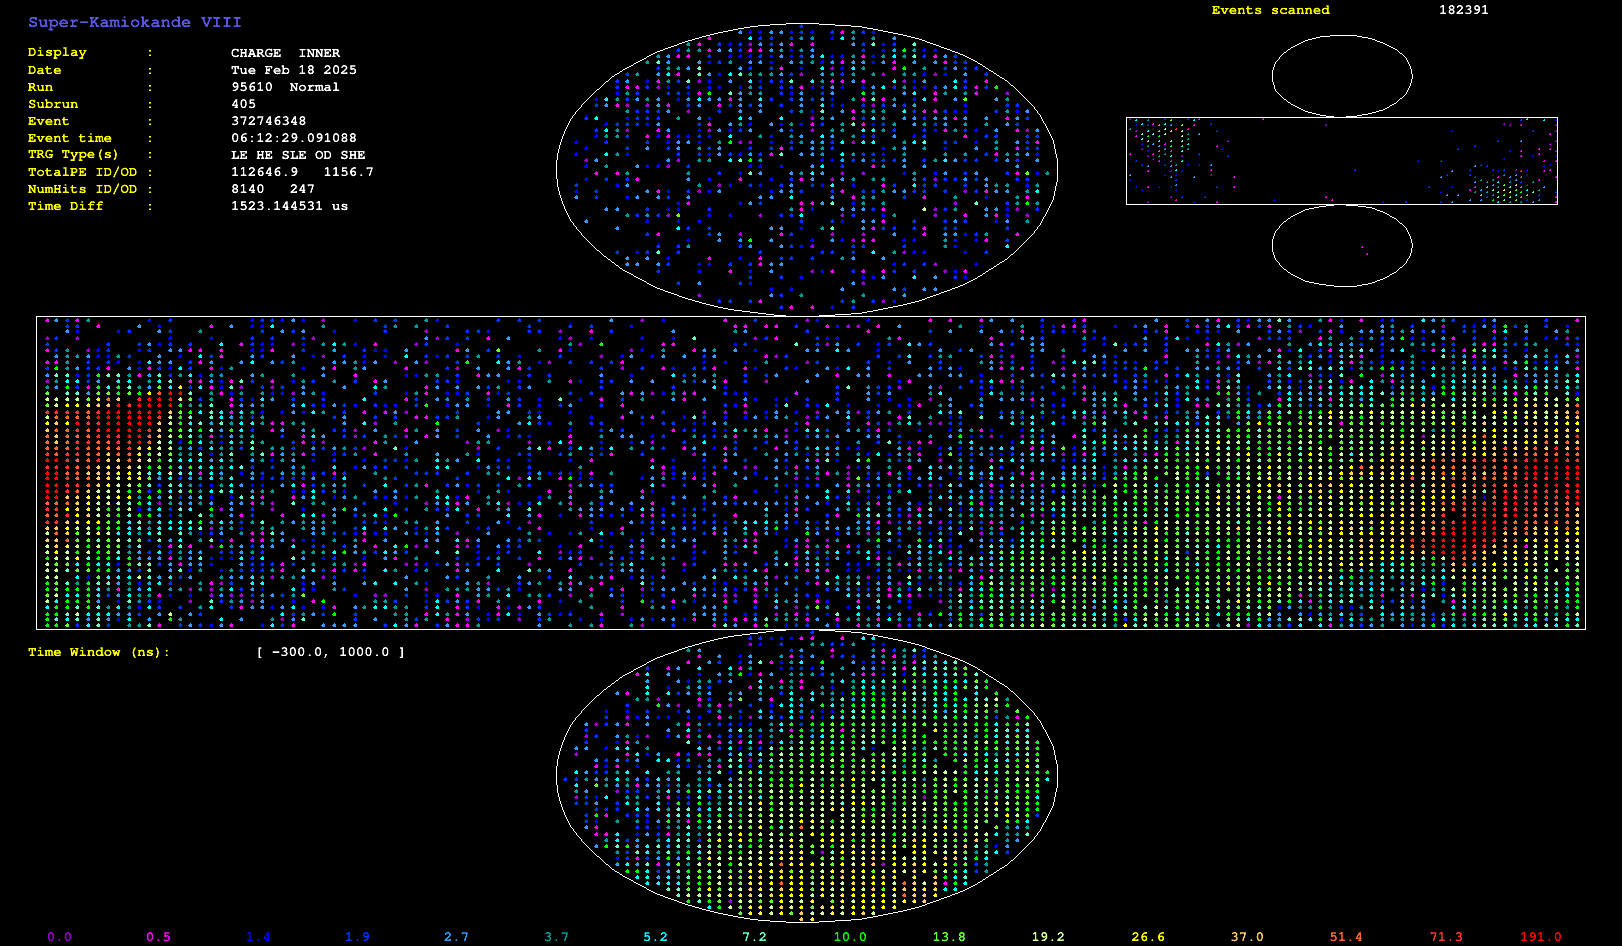 Super-Kamiokande VIII
Display : CHARGE INNER
Date : Tue Feb 18 2025
Run : 95610 Normal
Subrun : 405
Event : 372746348
Event time : 06:12:29.091088
TRG Type(s) : LE HE SLE OD SHE
TotalPE ID/OD : 112646.9 1156.7
NumHits ID/OD : 8140 247
Time Diff : 1523.144531 us
Events scanned 182391
Time Window (ns): [ -300.0, 1000.0 ]
0.0 0.5 1.4 1.9 2.7 3.7 5.2 7.2 10.0 13.8 19.2 26.6 37.0 51.4 71.3 191.0